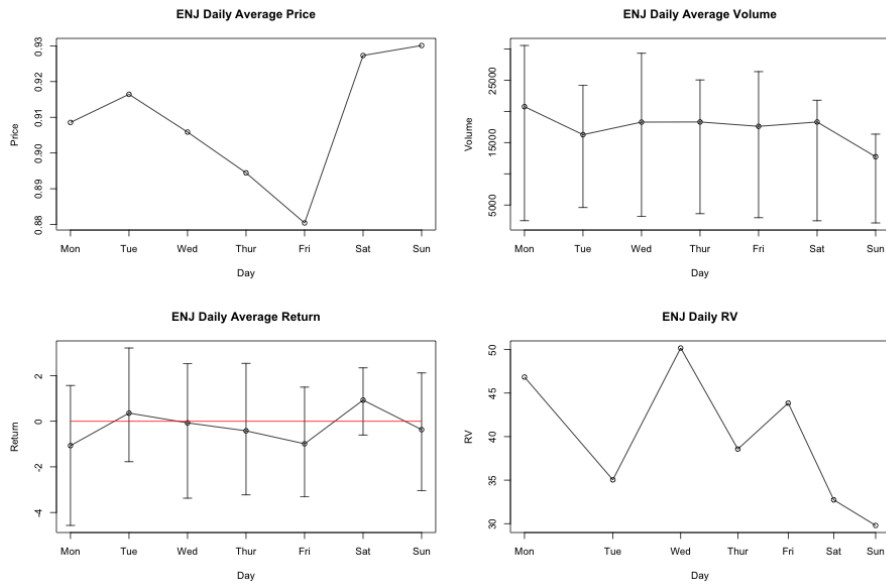 ENJ Daily Average Price
Price
0.93
0.92
0.91
0.90
0.89
0.88
Mon Tue Wed Thur Fri Sat Sun
Day
ENJ Daily Average Volume
Volume
25000
15000
5000
Mon Tue Wed Thur Fri Sat Sun
Day
ENJ Daily Average Return
Return
2
0
-2
-4
Mon Tue Wed Thur Fri Sat Sun
Day
ENJ Daily RV
RV
50
45
40
35
30
Mon Tue Wed Thur Fri Sat Sun
Day